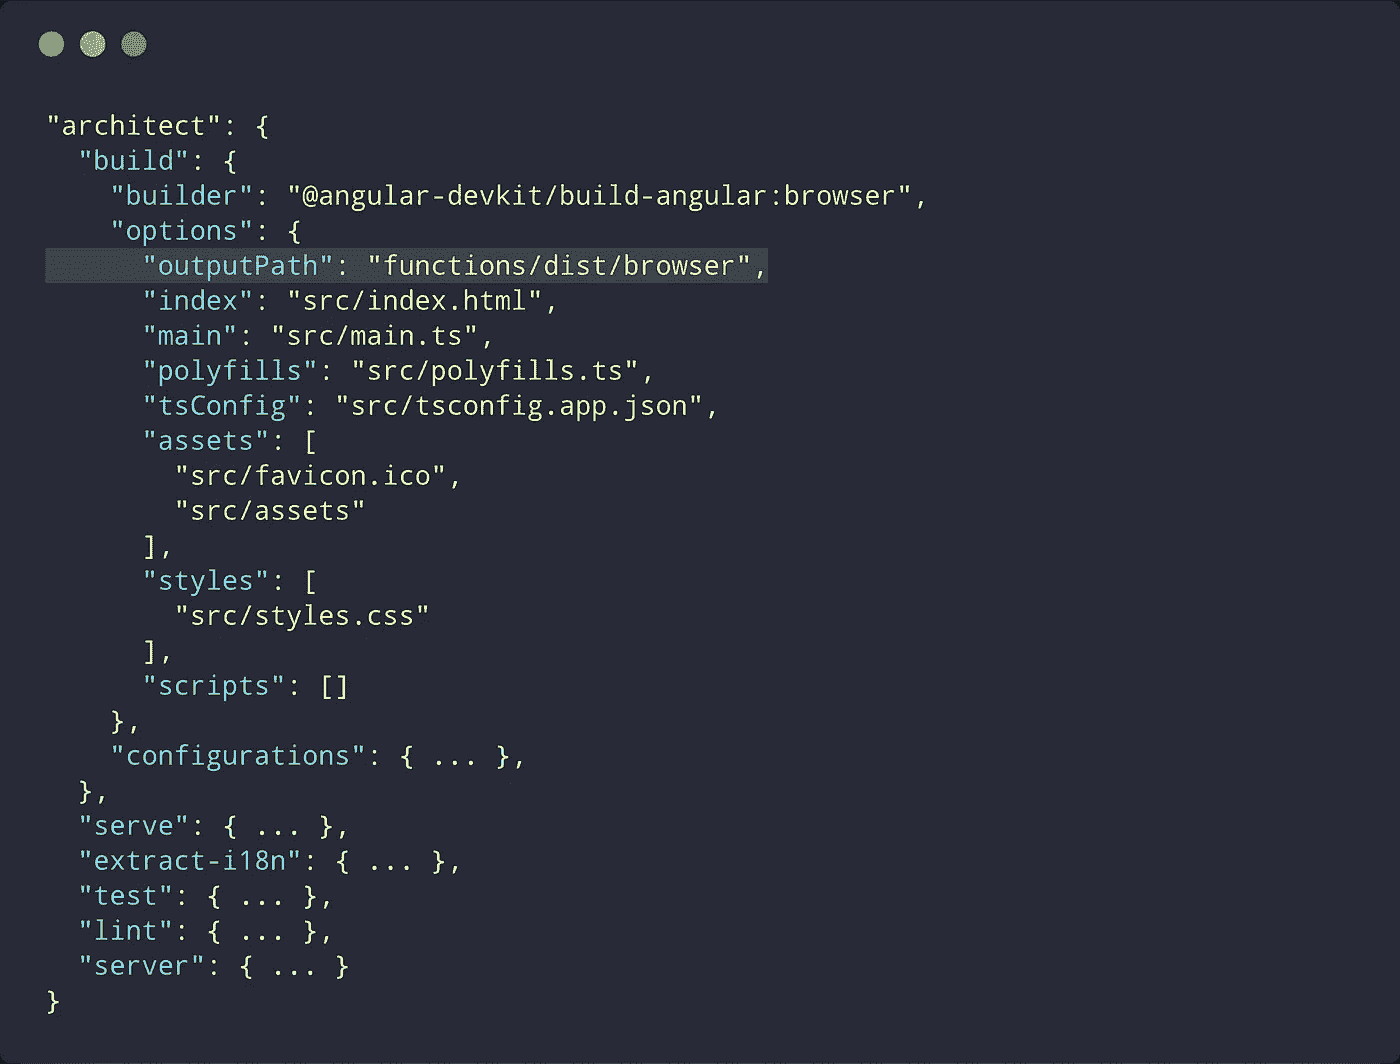 "architect": {
  "build": {
    "builder": "@angular-devkit/build-angular:browser",
    "options": {
      "outputPath": "functions/dist/browser",
      "index": "src/index.html",
      "main": "src/main.ts",
      "polyfills": "src/polyfills.ts",
      "tsConfig": "src/tsconfig.app.json",
      "assets": [
        "src/favicon.ico",
        "src/assets"
      ],
      "styles": [
        "src/styles.css"
      ],
      "scripts": []
    },
    "configurations": { ... },
  },
  "serve": { ... },
  "extract-i18n": { ... },
  "test": { ... },
  "lint": { ... },
  "server": { ... }
}